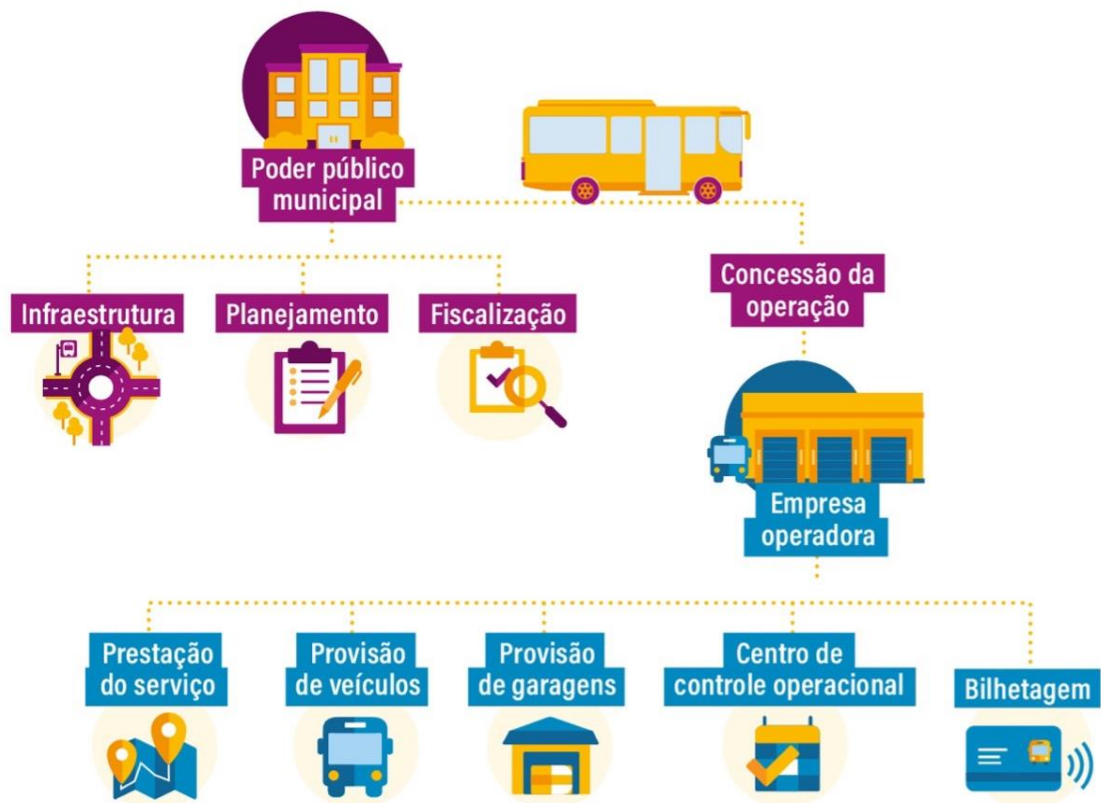 Poder público
municipal
Infraestrutura
Planejamento
Fiscalização
Concessão da
operação
Empresa
operadora
Prestação
do serviço
Provisão
de veículos
Provisão
de garagens
Centro de
controle operacional
Bilhetagem